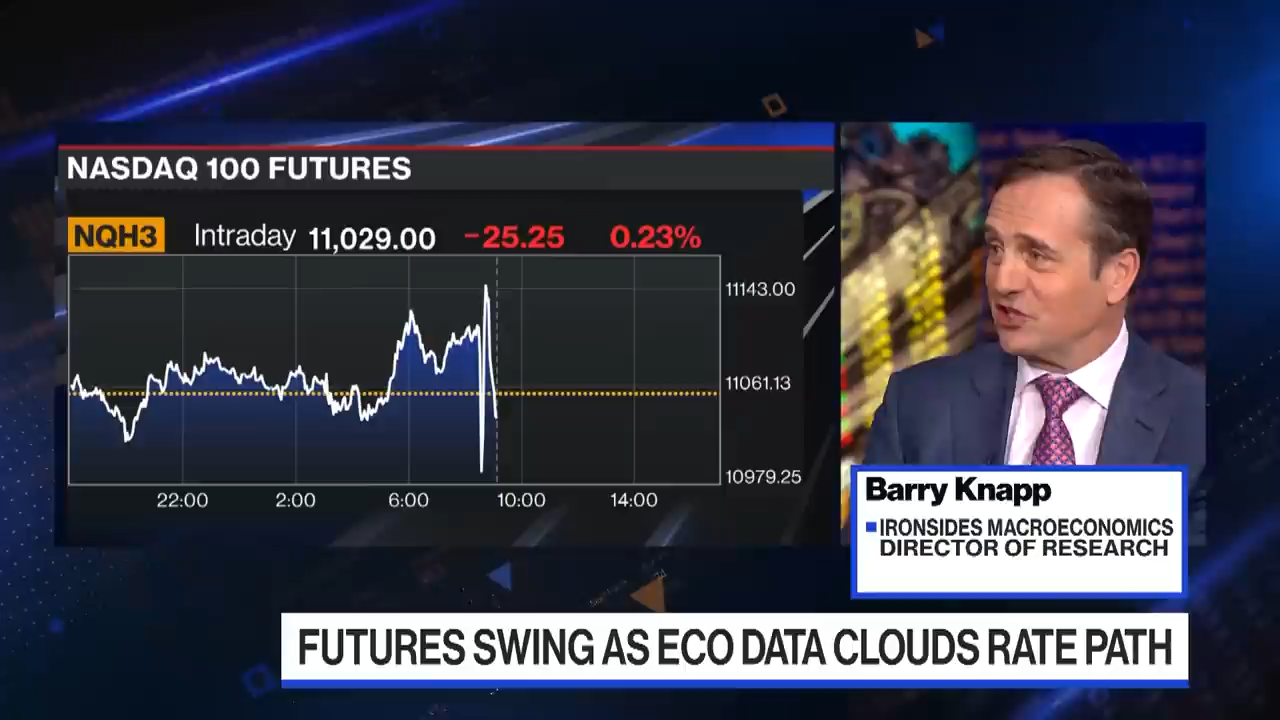 NASDAQ 100 FUTURES
NQH3 Intraday 11,029.00 -25.25 0.23%
11143.00
11061.13
10979.25
22:00 2:00 6:00 10:00 14:00
Barry Knapp
IRONSIDES MACROECONOMICS
DIRECTOR OF RESEARCH
FUTURES SWING AS ECO DATA CLOUDS RATE PATH